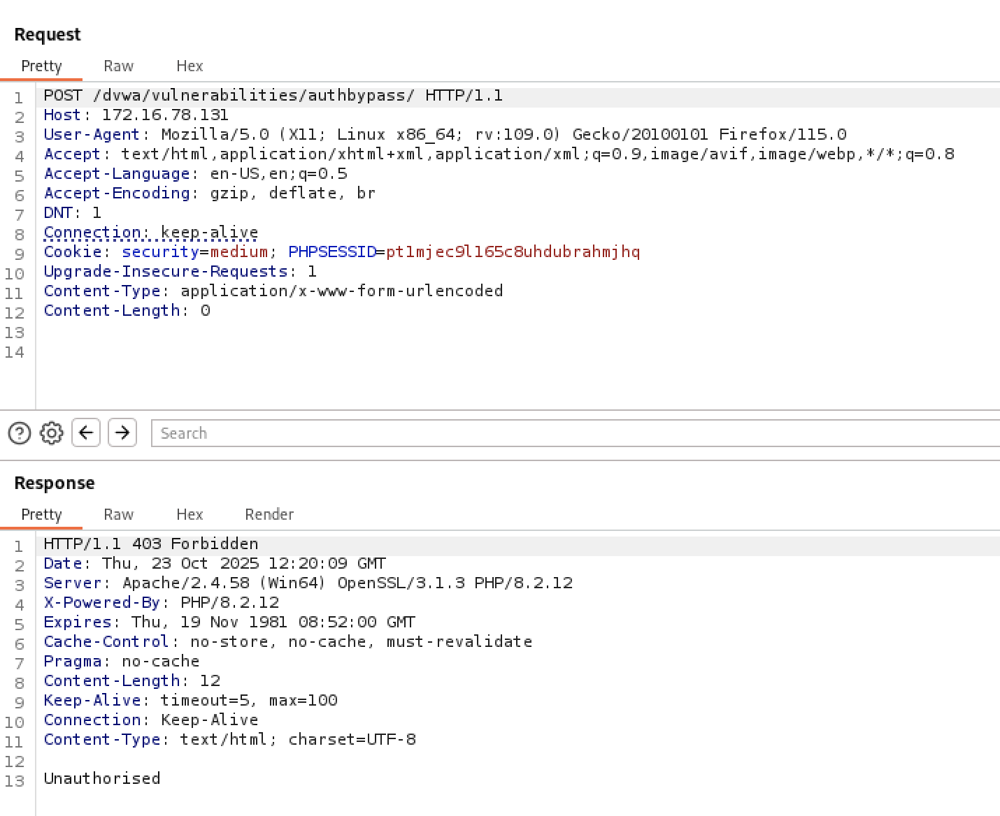 Request
Pretty Raw Hex
1 POST /dvwa/vulnerabilities/authbypass/ HTTP/1.1
2 Host: 172.16.78.131
3 User-Agent: Mozilla/5.0 (X11; Linux x86_64; rv:109.0) Gecko/20100101 Firefox/115.0
4 Accept: text/html,application/xhtml+xml,application/xml;q=0.9,image/avif,image/webp,*/*;q=0.8
5 Accept-Language: en-US,en;q=0.5
6 Accept-Encoding: gzip, deflate, br
7 DNT: 1
8 Connection: keep-alive
9 Cookie: security=medium; PHPSESSID=pt1mjec9l165c8uhdubrahmjhq
10 Upgrade-Insecure-Requests: 1
11 Content-Type: application/x-www-form-urlencoded
12 Content-Length: 0
13
14
Search
Response
Pretty Raw Hex Render
1 HTTP/1.1 403 Forbidden
2 Date: Thu, 23 Oct 2025 12:20:09 GMT
3 Server: Apache/2.4.58 (Win64) OpenSSL/3.1.3 PHP/8.2.12
4 X-Powered-By: PHP/8.2.12
5 Expires: Thu, 19 Nov 1981 08:52:00 GMT
6 Cache-Control: no-store, no-cache, must-revalidate
7 Pragma: no-cache
8 Content-Length: 12
9 Keep-Alive: timeout=5, max=100
10 Connection: Keep-Alive
11 Content-Type: text/html; charset=UTF-8
12
13 Unauthorised